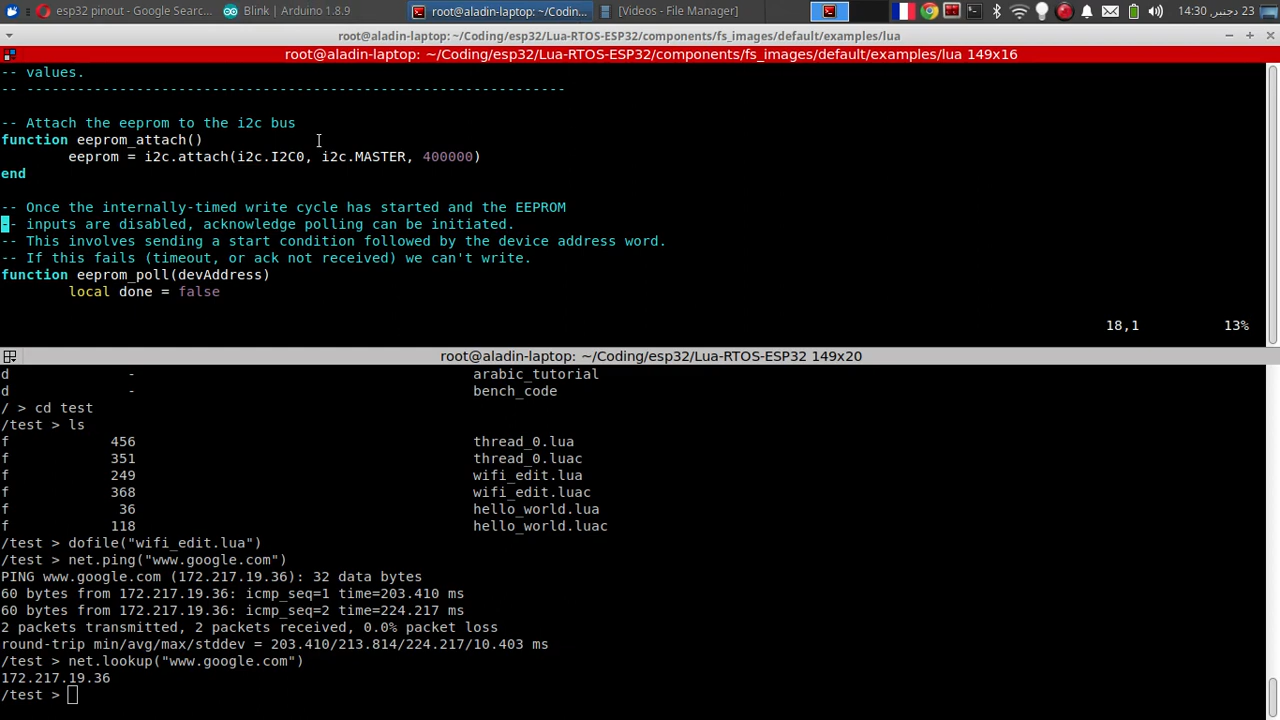 esp32 pinout - Google Searc...
Blink | Arduino 1.8.9
root@aladin-laptop: ~/Codin...
[Videos - File Manager]
23 دجنبر, 14:30
root@aladin-laptop: ~/Coding/esp32/Lua-RTOS-ESP32/components/fs_images/default/examples/lua
root@aladin-laptop: ~/Coding/esp32/Lua-RTOS-ESP32/components/fs_images/default/examples/lua 149x16
-- values.
-- ----------------------------------------------------------------
-- Attach the eeprom to the i2c bus
function eeprom_attach()
        eeprom = i2c.attach(i2c.I2C0, i2c.MASTER, 400000)
end
-- Once the internally-timed write cycle has started and the EEPROM
-- inputs are disabled, acknowledge polling can be initiated.
-- This involves sending a start condition followed by the device address word.
-- If this fails (timeout, or ack not received) we can't write.
function eeprom_poll(devAddress)
        local done = false
18,1 13%
root@aladin-laptop: ~/Coding/esp32/Lua-RTOS-ESP32 149x20
d - arabic_tutorial
d - bench_code
/ > cd test
/test > ls
f 456 thread_0.lua
f 351 thread_0.luac
f 249 wifi_edit.lua
f 368 wifi_edit.luac
f 36 hello_world.lua
f 118 hello_world.luac
/test > dofile("wifi_edit.lua")
/test > net.ping("www.google.com")
PING www.google.com (172.217.19.36): 32 data bytes
60 bytes from 172.217.19.36: icmp_seq=1 time=203.410 ms
60 bytes from 172.217.19.36: icmp_seq=2 time=224.217 ms
2 packets transmitted, 2 packets received, 0.0% packet loss
round-trip min/avg/max/stddev = 203.410/213.814/224.217/10.403 ms
/test > net.lookup("www.google.com")
172.217.19.36
/test >